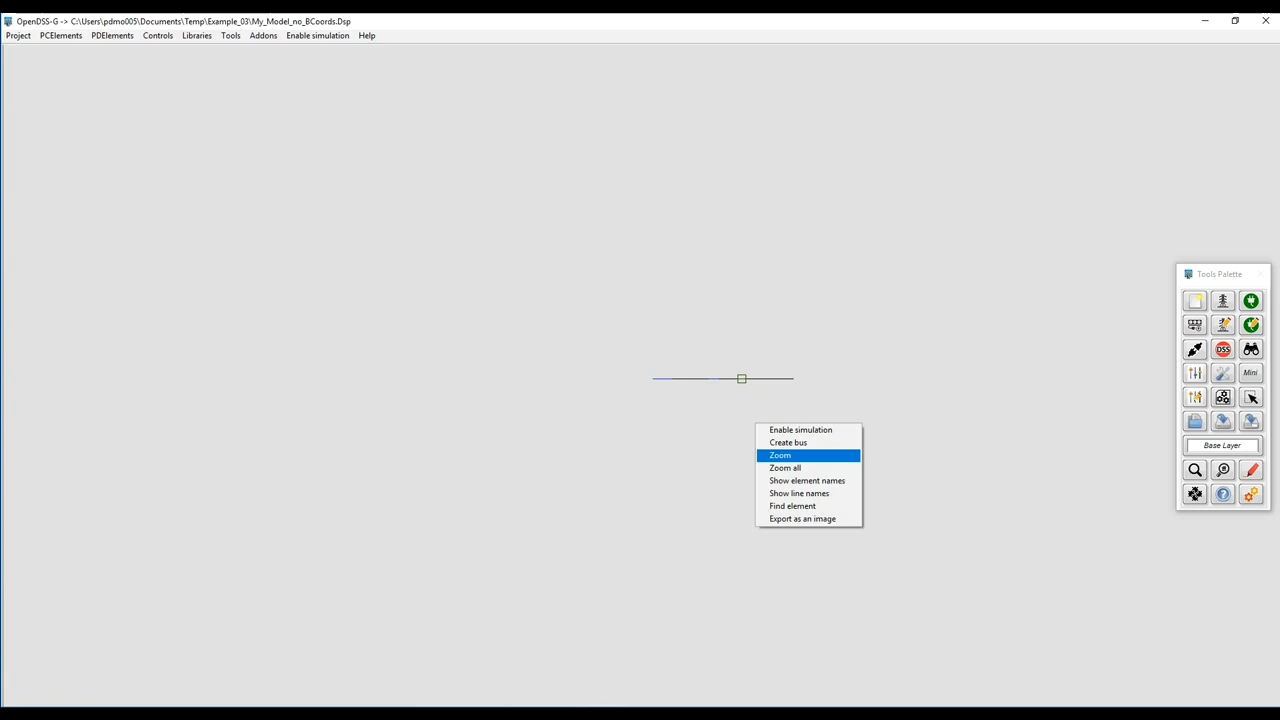 OpenDSS-G -> C:\Users\pdmo005\Documents\Temp\Example_03\My_Model_no_BCoords.Dsp
Project PCElements PDElements Controls Libraries Tools Addons Enable simulation Help
Tools Palette
DSS
Mini
Enable simulation
Create bus
Zoom
Zoom all
Show element names
Show line names
Find element
Export as an image
Base Layer